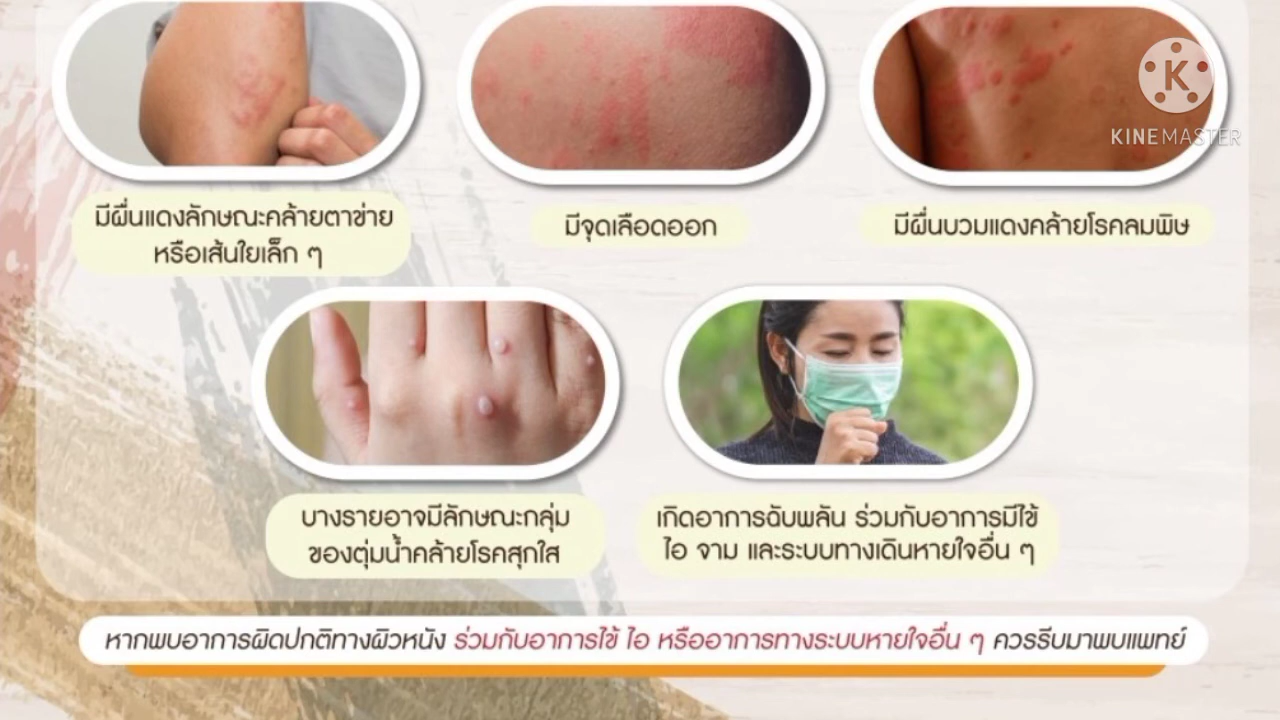 KINEMASTER
มีผื่นแดงลักษณะคล้ายตาข่าย
หรือเส้นใยเล็ก ๆ
มีจุดเลือดออก
มีผื่นบวมแดงคล้ายโรคลมพิษ
บางรายอาจมีลักษณะกลุ่ม
ของตุ่มน้ำคล้ายโรคสุกใส
เกิดอาการฉับพลัน ร่วมกับอาการมีไข้
ไอ จาม และระบบทางเดินหายใจอื่น ๆ
หากพบอาการผิดปกติทางผิวหนัง ร่วมกับอาการไข้ ไอ หรืออาการทางระบบหายใจอื่น ๆ ควรรีบมาพบแพทย์